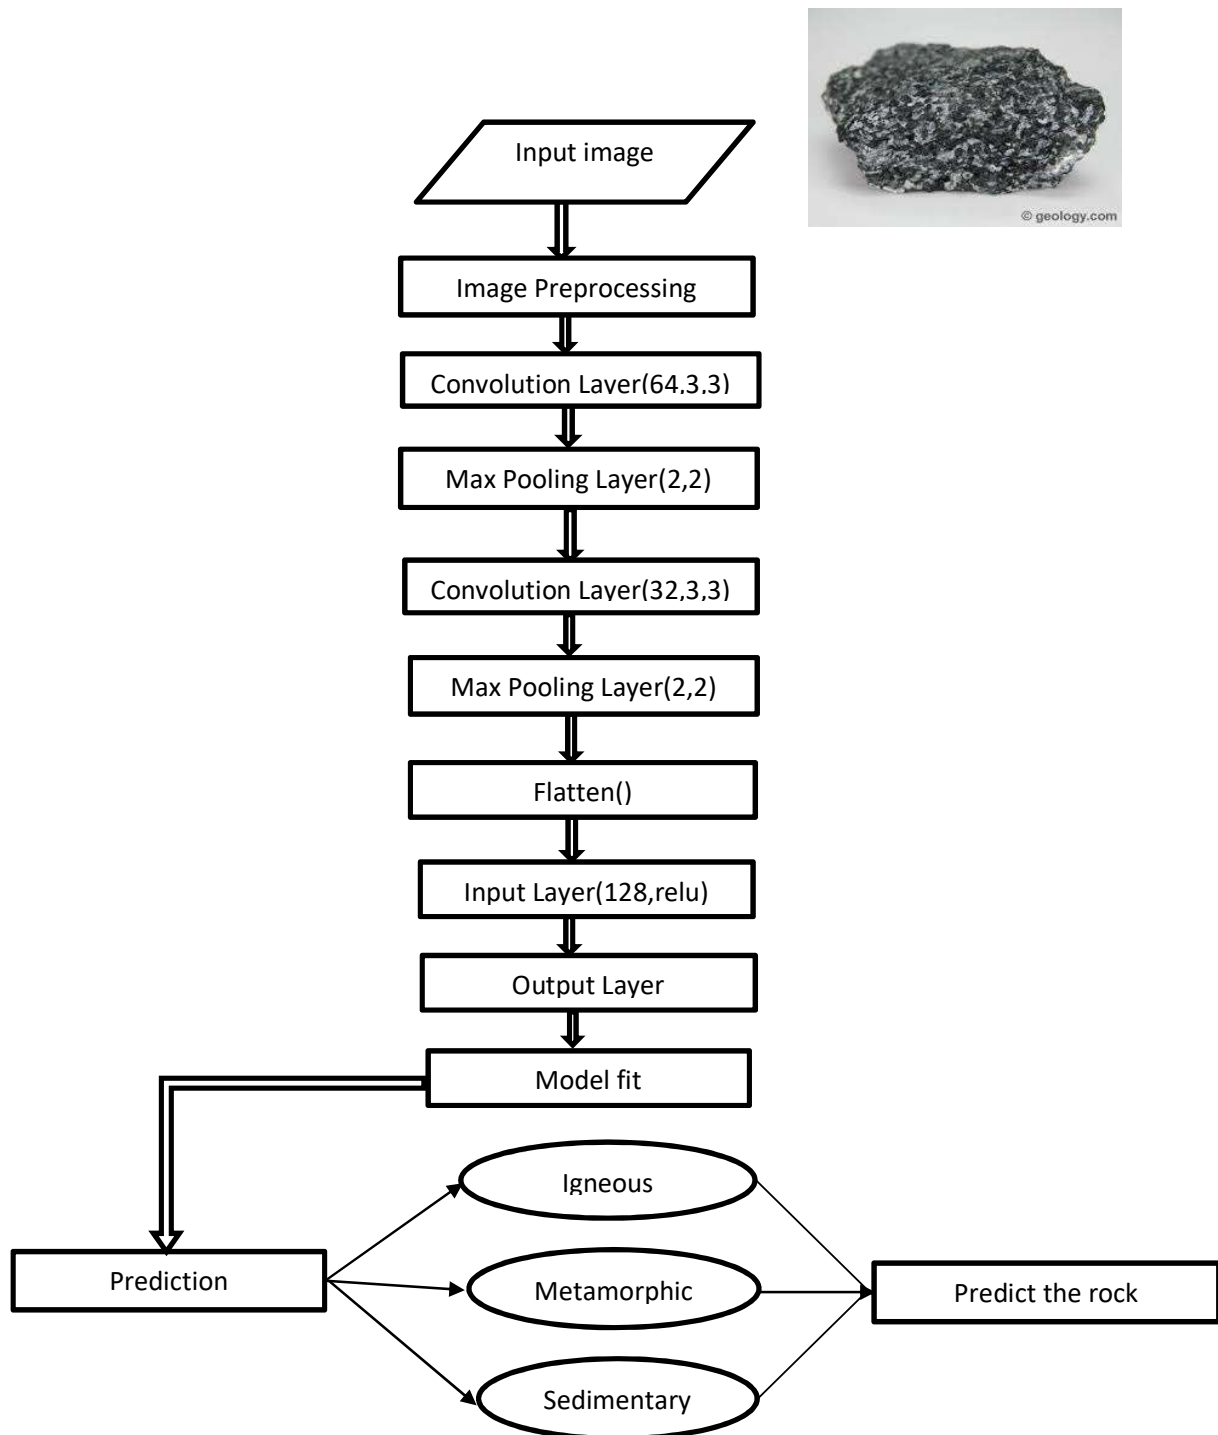 © geology.com
Input image
Image Preprocessing
Convolution Layer(64,3,3)
Max Pooling Layer(2,2)
Convolution Layer(32,3,3)
Max Pooling Layer(2,2)
Flatten()
Input Layer(128,relu)
Output Layer
Model fit
Igneous
Prediction
Metamorphic
Predict the rock
Sedimentary